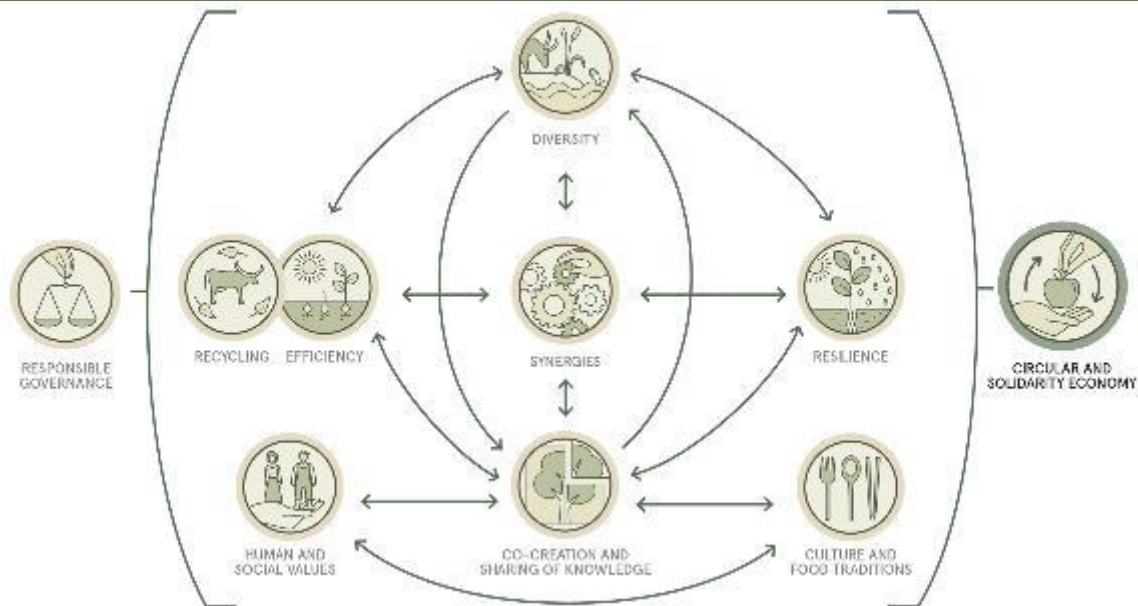 DIVERSITY
RECYCLING
EFFICIENCY
SYNERGIES
RESILIENCE
RESPONSIBLE
GOVERNANCE
CIRCULAR AND
SOLIDARITY ECONOMY
HUMAN AND
SOCIAL VALUES
CO-CREATION AND
SHARING OF KNOWLEDGE
CULTURE AND
FOOD TRADITIONS